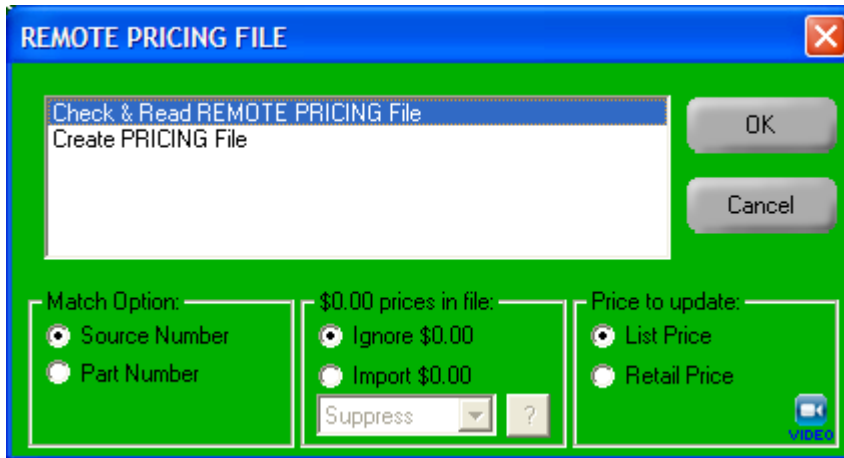 REMOTE PRICING FILE
Check & Read REMOTE PRICING File
Create PRICING File
OK
Cancel
Match Option:
Source Number
Part Number
$0.00 prices in file:
Ignore $0.00
Import $0.00
Suppress
?
Price to update:
List Price
Retail Price
VIDEO